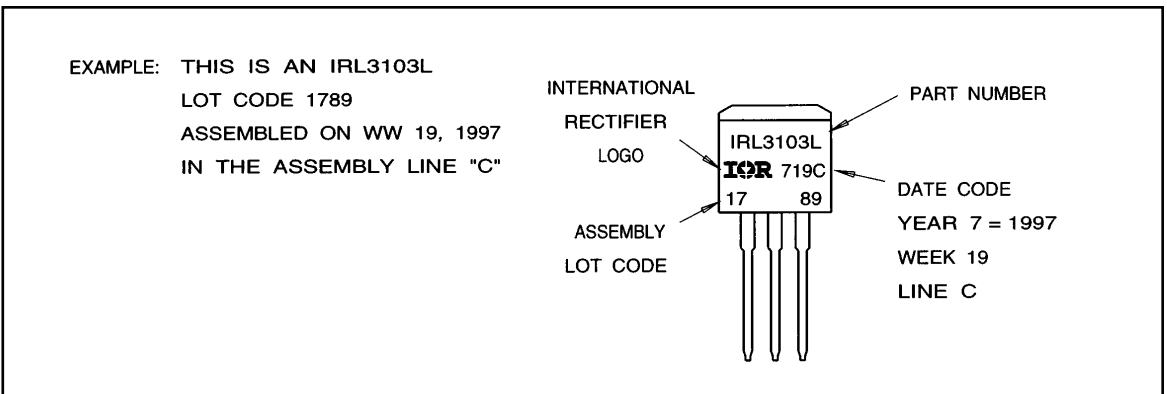 EXAMPLE: THIS IS AN IRL3103L
LOT CODE 1789
ASSEMBLED ON WW 19, 1997
IN THE ASSEMBLY LINE "C"
INTERNATIONAL
RECTIFIER
LOGO
PART NUMBER
IRL3103L
IOR 719C
17 89
ASSEMBLY
LOT CODE
DATE CODE
YEAR 7 = 1997
WEEK 19
LINE C